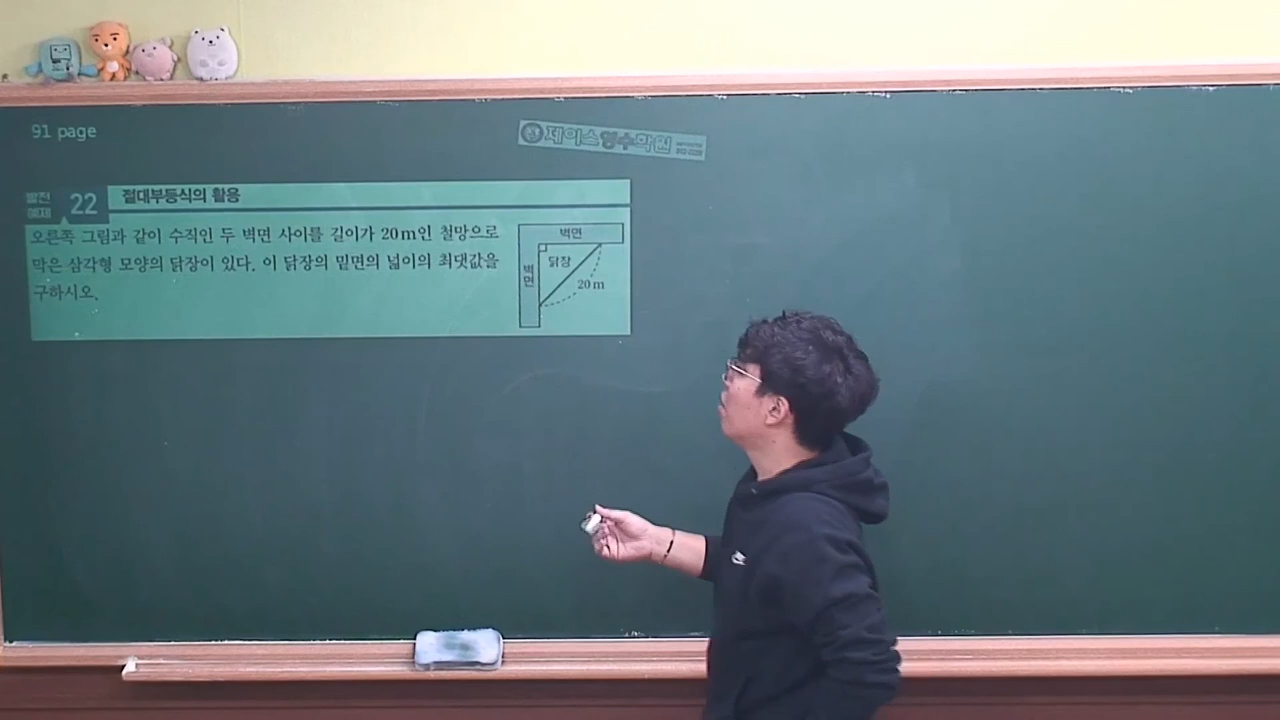 91 page
제이스영수학원
발전
예제 22 절대부등식의 활용
오른쪽 그림과 같이 수직인 두 벽면 사이를 길이가 20m인 철망으로
막은 삼각형 모양의 닭장이 있다. 이 닭장의 밑면의 넓이의 최댓값을
구하시오.
벽면
벽면
닭장
20m